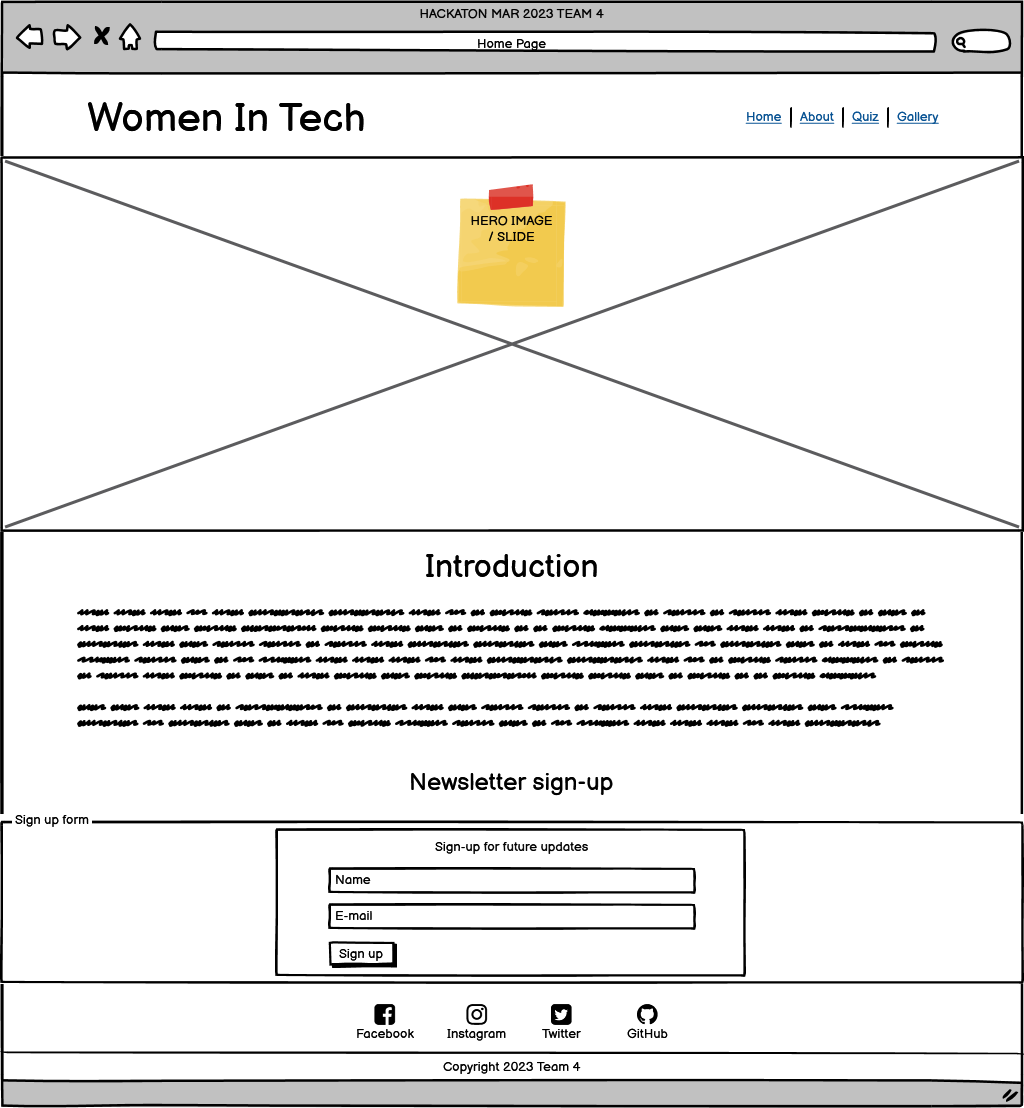 HACKATON MAR 2023 TEAM 4
Home Page
Women In Tech
Home About Quiz Gallery
HERO IMAGE
/ SLIDE
Introduction
Newsletter sign-up
Sign up form
Sign-up for future updates
Name
E-mail
Sign up
Facebook Instagram Twitter GitHub
Copyright 2023 Team 4